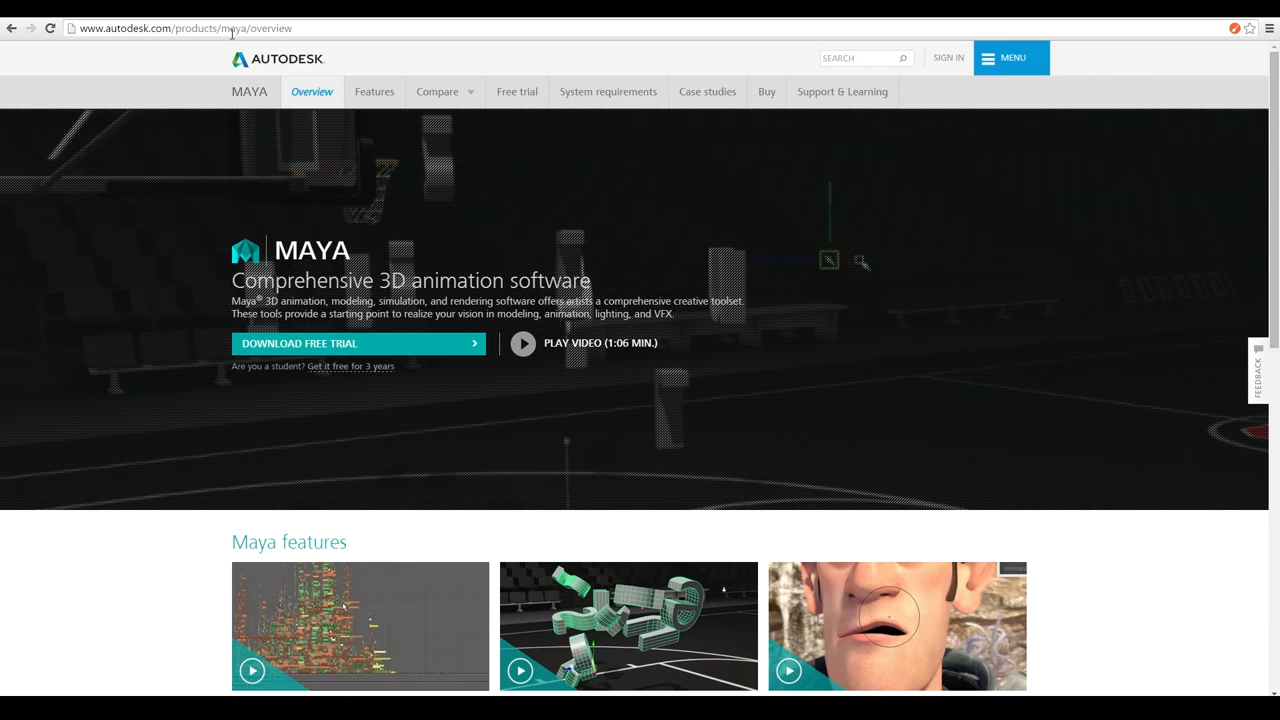 www.autodesk.com/products/maya/overview
AUTODESK.
SEARCH
SIGN IN
MENU
MAYA
Overview
Features
Compare
Free trial
System requirements
Case studies
Buy
Support & Learning
MAYA
Comprehensive 3D animation software
Maya® 3D animation, modeling, simulation, and rendering software offers artists a comprehensive creative toolset.
These tools provide a starting point to realize your vision in modeling, animation, lighting, and VFX.
DOWNLOAD FREE TRIAL
PLAY VIDEO (1:06 MIN.)
Are you a student? Get it free for 3 years
FEEDBACK
Maya features